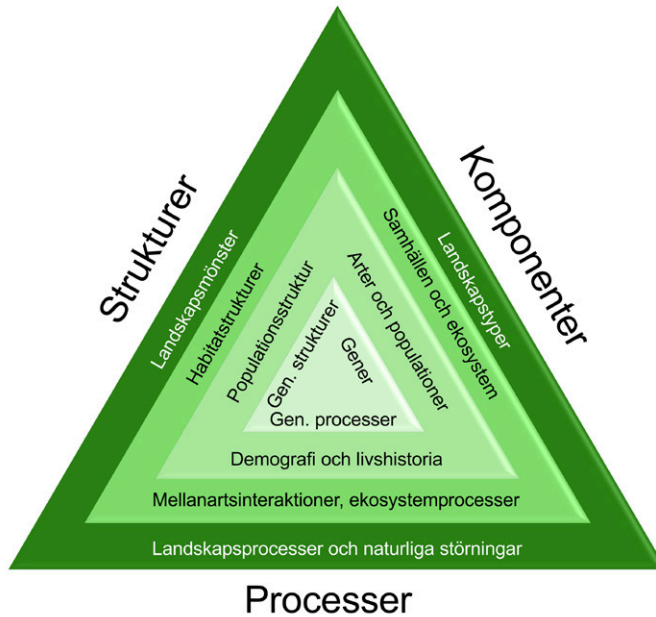 Strukturer
Komponenter
Landskapsmönster
Landskapstyper
Habitatstrukturer
Samhällen och ekosystem
Populationsstruktur
Arter och populationer
Gen. strukturer
Gener
Gen. processer
Demografi och livshistoria
Mellanartsinteraktioner, ekosystemprocesser
Landskapsprocesser och naturliga störningar
Processer